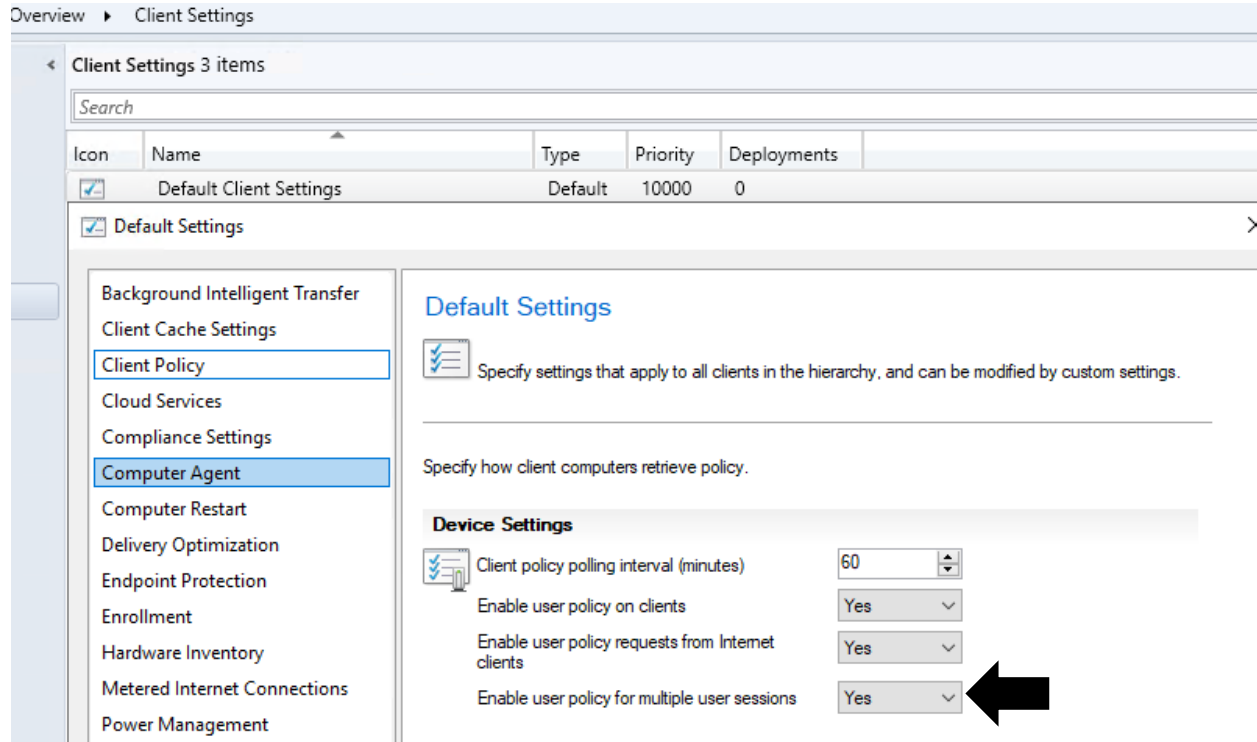 Overview ▸ Client Settings
Client Settings 3 items
Search
Icon Name Type Priority Deployments
Default Client Settings Default 10000 0
Default Settings
Background Intelligent Transfer
Client Cache Settings
Client Policy
Cloud Services
Compliance Settings
Computer Agent
Computer Restart
Delivery Optimization
Endpoint Protection
Enrollment
Hardware Inventory
Metered Internet Connections
Power Management
Default Settings
Specify settings that apply to all clients in the hierarchy, and can be modified by custom settings.
Specify how client computers retrieve policy.
Device Settings
Client policy polling interval (minutes) 60
Enable user policy on clients Yes
Enable user policy requests from Internet
clients Yes
Enable user policy for multiple user sessions Yes